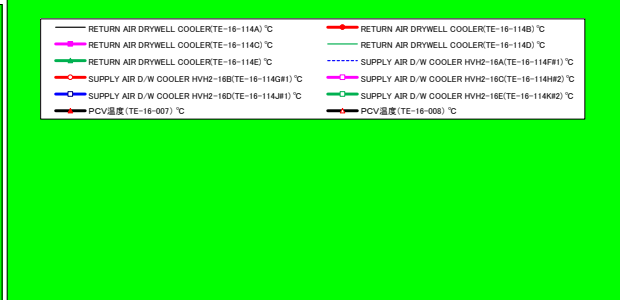 RETURN AIR DRYWELL COOLER(TE-16-114A) ℃
RETURN AIR DRYWELL COOLER(TE-16-114B) ℃
RETURN AIR DRYWELL COOLER(TE-16-114C) ℃
RETURN AIR DRYWELL COOLER(TE-16-114D) ℃
RETURN AIR DRYWELL COOLER(TE-16-114E) ℃
SUPPLY AIR D/W COOLER HVH2-16A(TE-16-114F#1) ℃
SUPPLY AIR D/W COOLER HVH2-16B(TE-16-114G#1) ℃
SUPPLY AIR D/W COOLER HVH2-16C(TE-16-114H#2) ℃
SUPPLY AIR D/W COOLER HVH2-16D(TE-16-114J#1) ℃
SUPPLY AIR D/W COOLER HVH2-16E(TE-16-114K#2) ℃
PCV温度(TE-16-007) ℃
PCV温度(TE-16-008) ℃